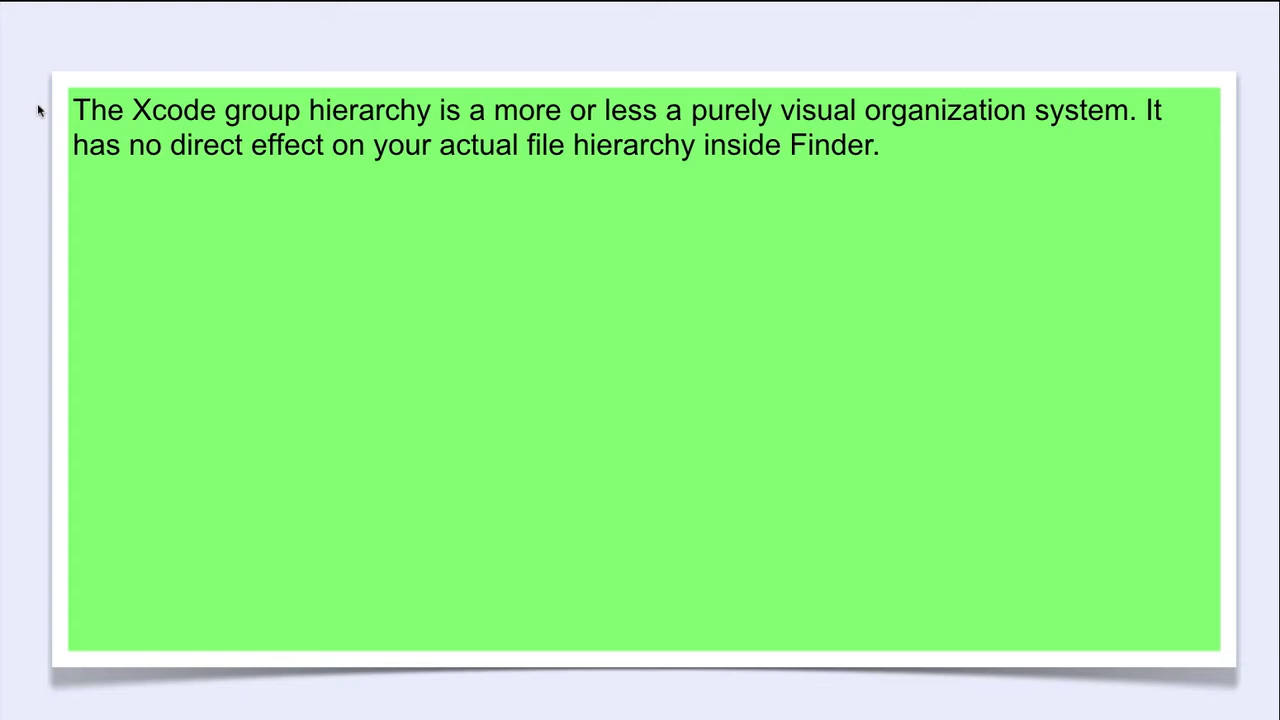 The Xcode group hierarchy is a more or less a purely visual organization system. It
has no direct effect on your actual file hierarchy inside Finder.